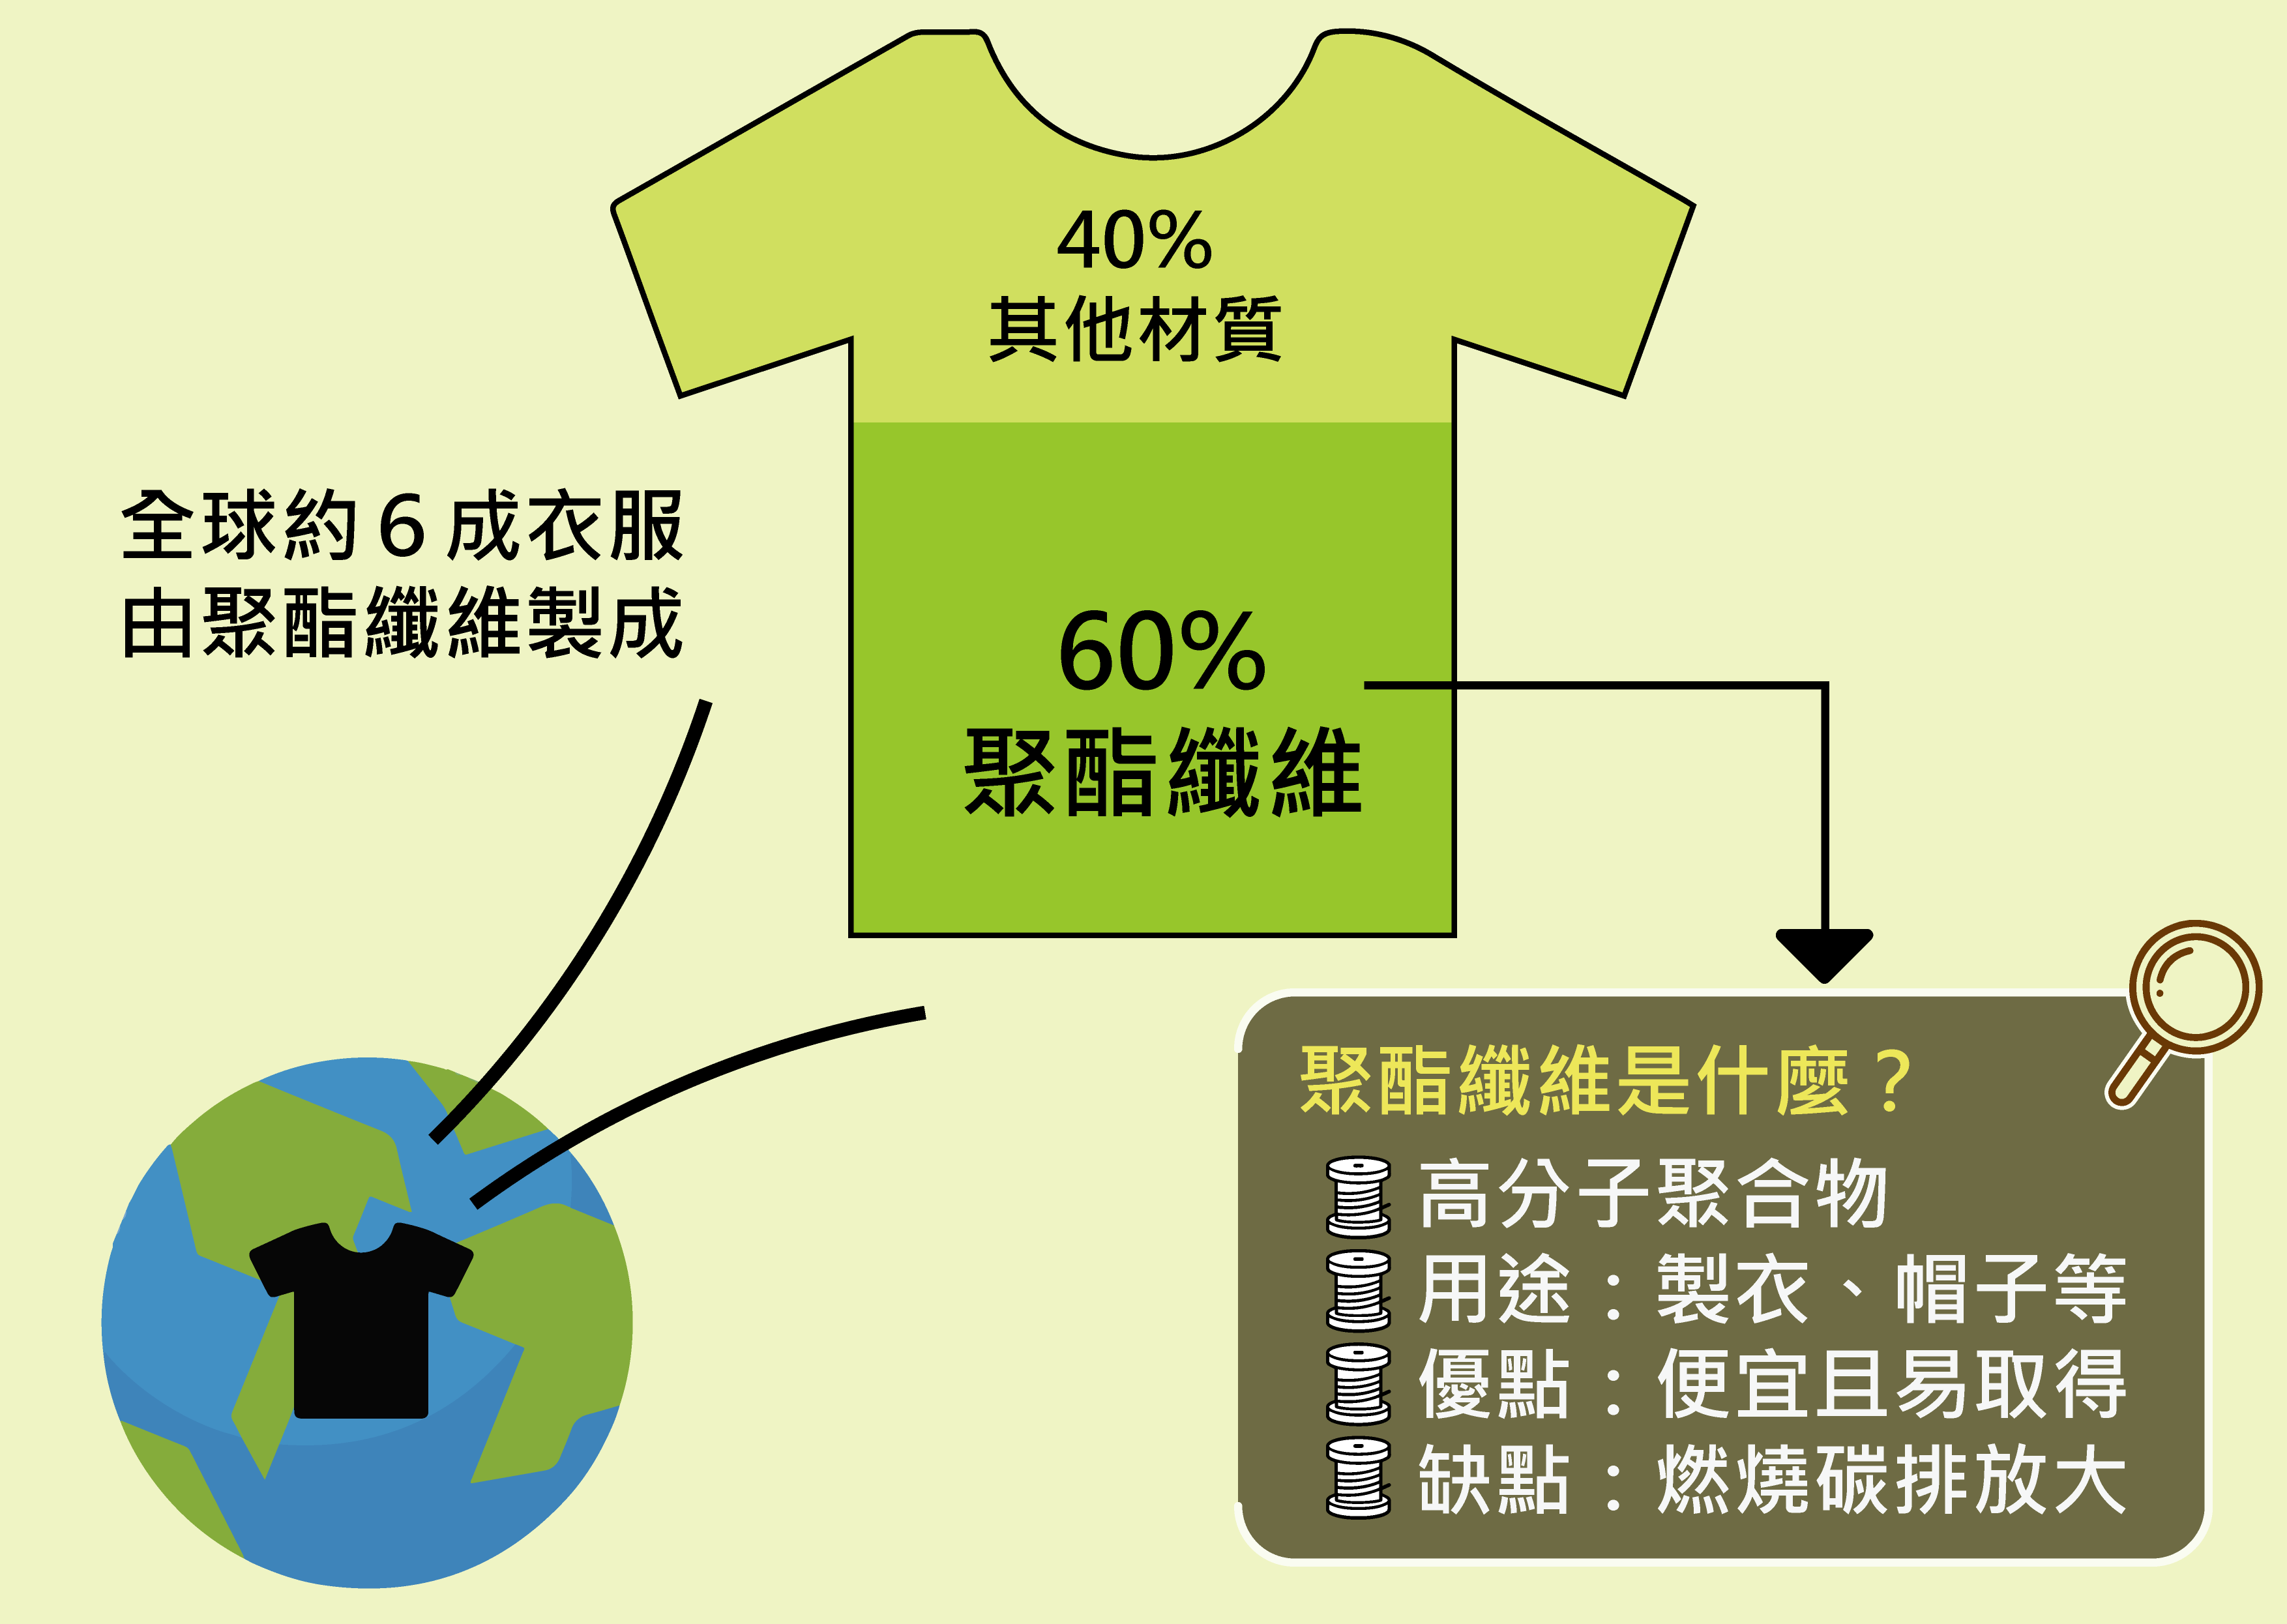 40%
其他材質
全球約6成衣服
由聚酯纖維製成
60%
聚酯纖維
聚酯纖維是什麼？
高分子聚合物
用途：製衣、帽子等
優點：便宜且易取得
缺點：燃燒碳排放大